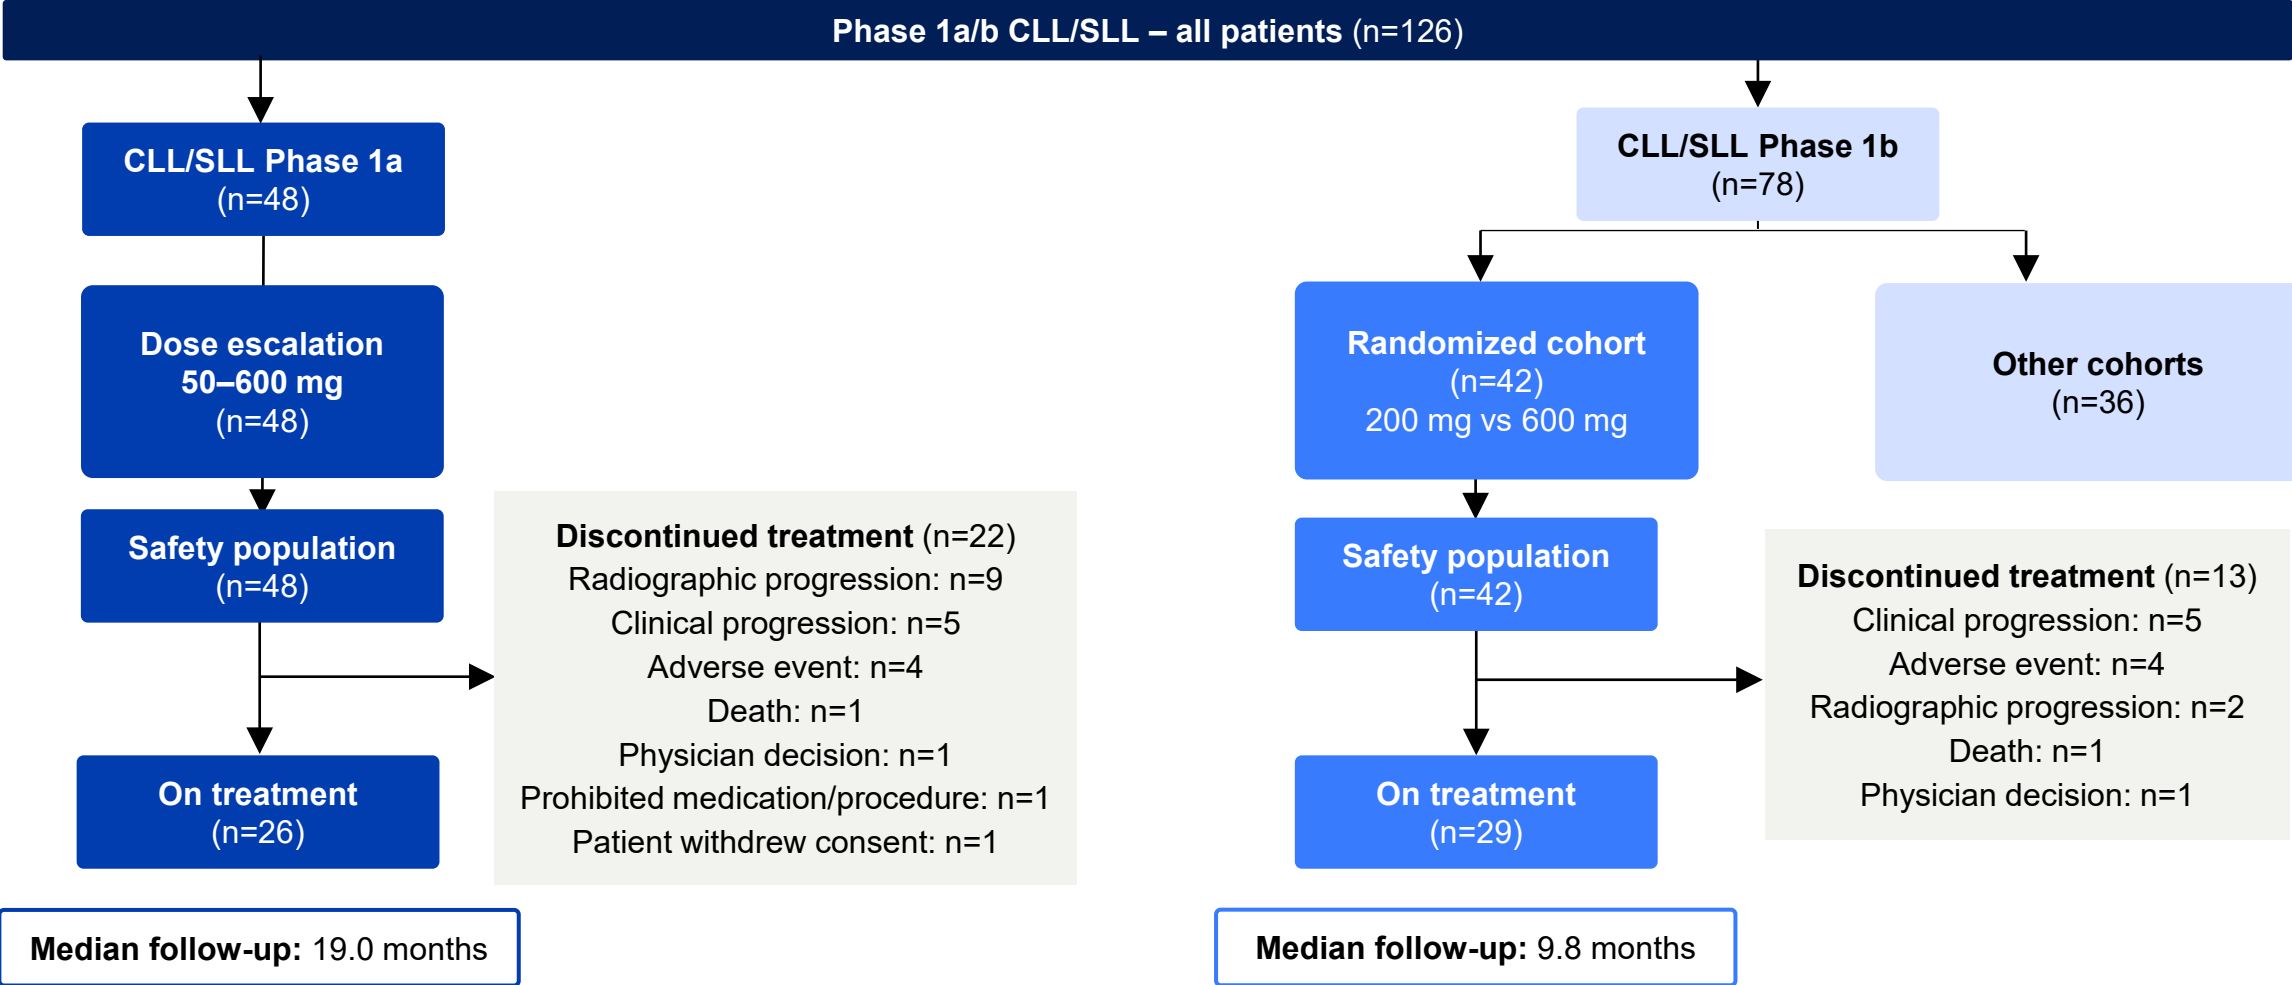 Phase 1a/b CLL/SLL – all patients (n=126)
CLL/SLL Phase 1a
(n=48)
Dose escalation
50–600 mg
(n=48)
Safety population
(n=48)
Discontinued treatment (n=22)
Radiographic progression: n=9
Clinical progression: n=5
Adverse event: n=4
Death: n=1
Physician decision: n=1
Prohibited medication/procedure: n=1
Patient withdrew consent: n=1
On treatment
(n=26)
Median follow-up: 19.0 months
CLL/SLL Phase 1b
(n=78)
Randomized cohort
(n=42)
200 mg vs 600 mg
Other cohorts
(n=36)
Safety population
(n=42)
Discontinued treatment (n=13)
Clinical progression: n=5
Adverse event: n=4
Radiographic progression: n=2
Death: n=1
Physician decision: n=1
On treatment
(n=29)
Median follow-up: 9.8 months